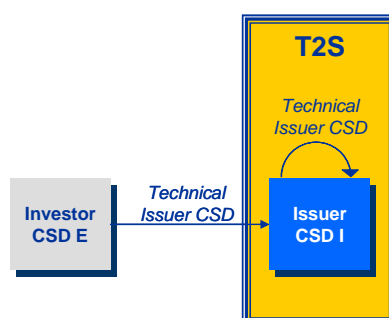 T2S
Technical
Issuer CSD
Technical
Issuer CSD
Investor
CSD E
Issuer
CSD I